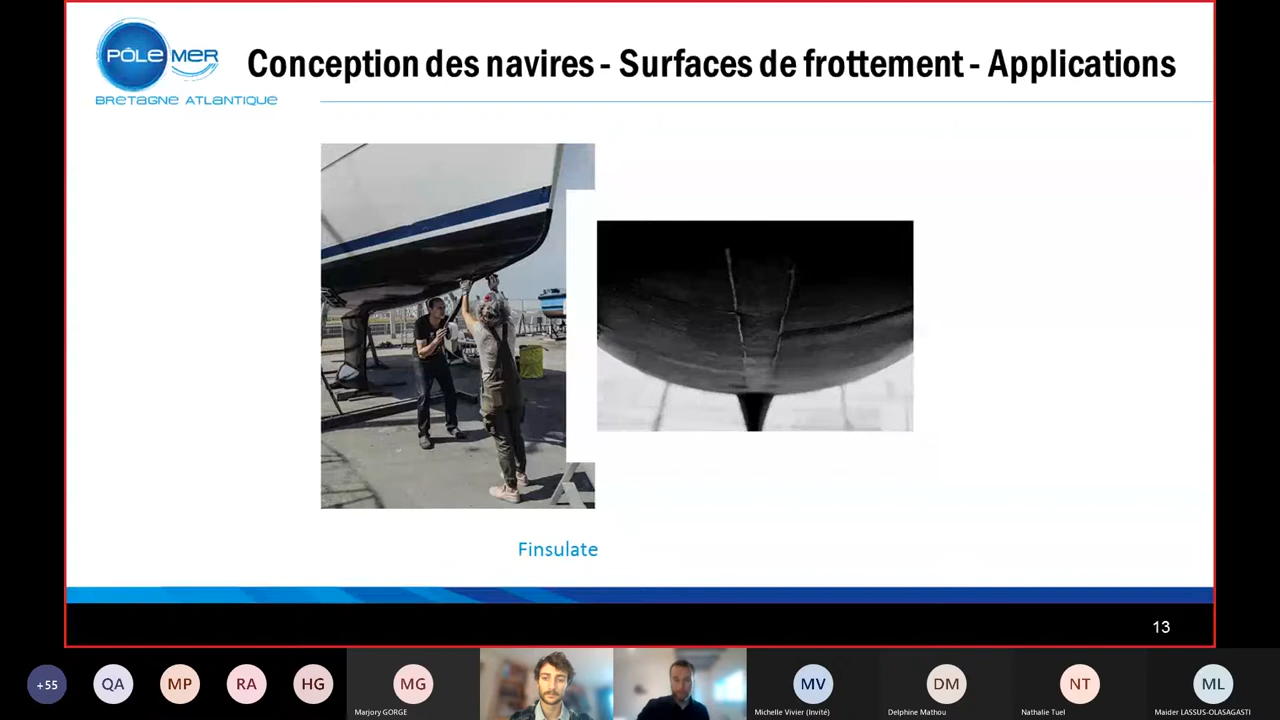 PÔLE MER
BRETAGNE ATLANTIQUE
Conception des navires - Surfaces de frottement - Applications
Finsulate
13
+55
QA
MP
RA
HG
MG
Marjory GORGE
MV
Michelle Vivier (Invité)
DM
Delphine Mathou
NT
Nathalie Tuel
ML
Maider LASSUS-OLASAGASTI